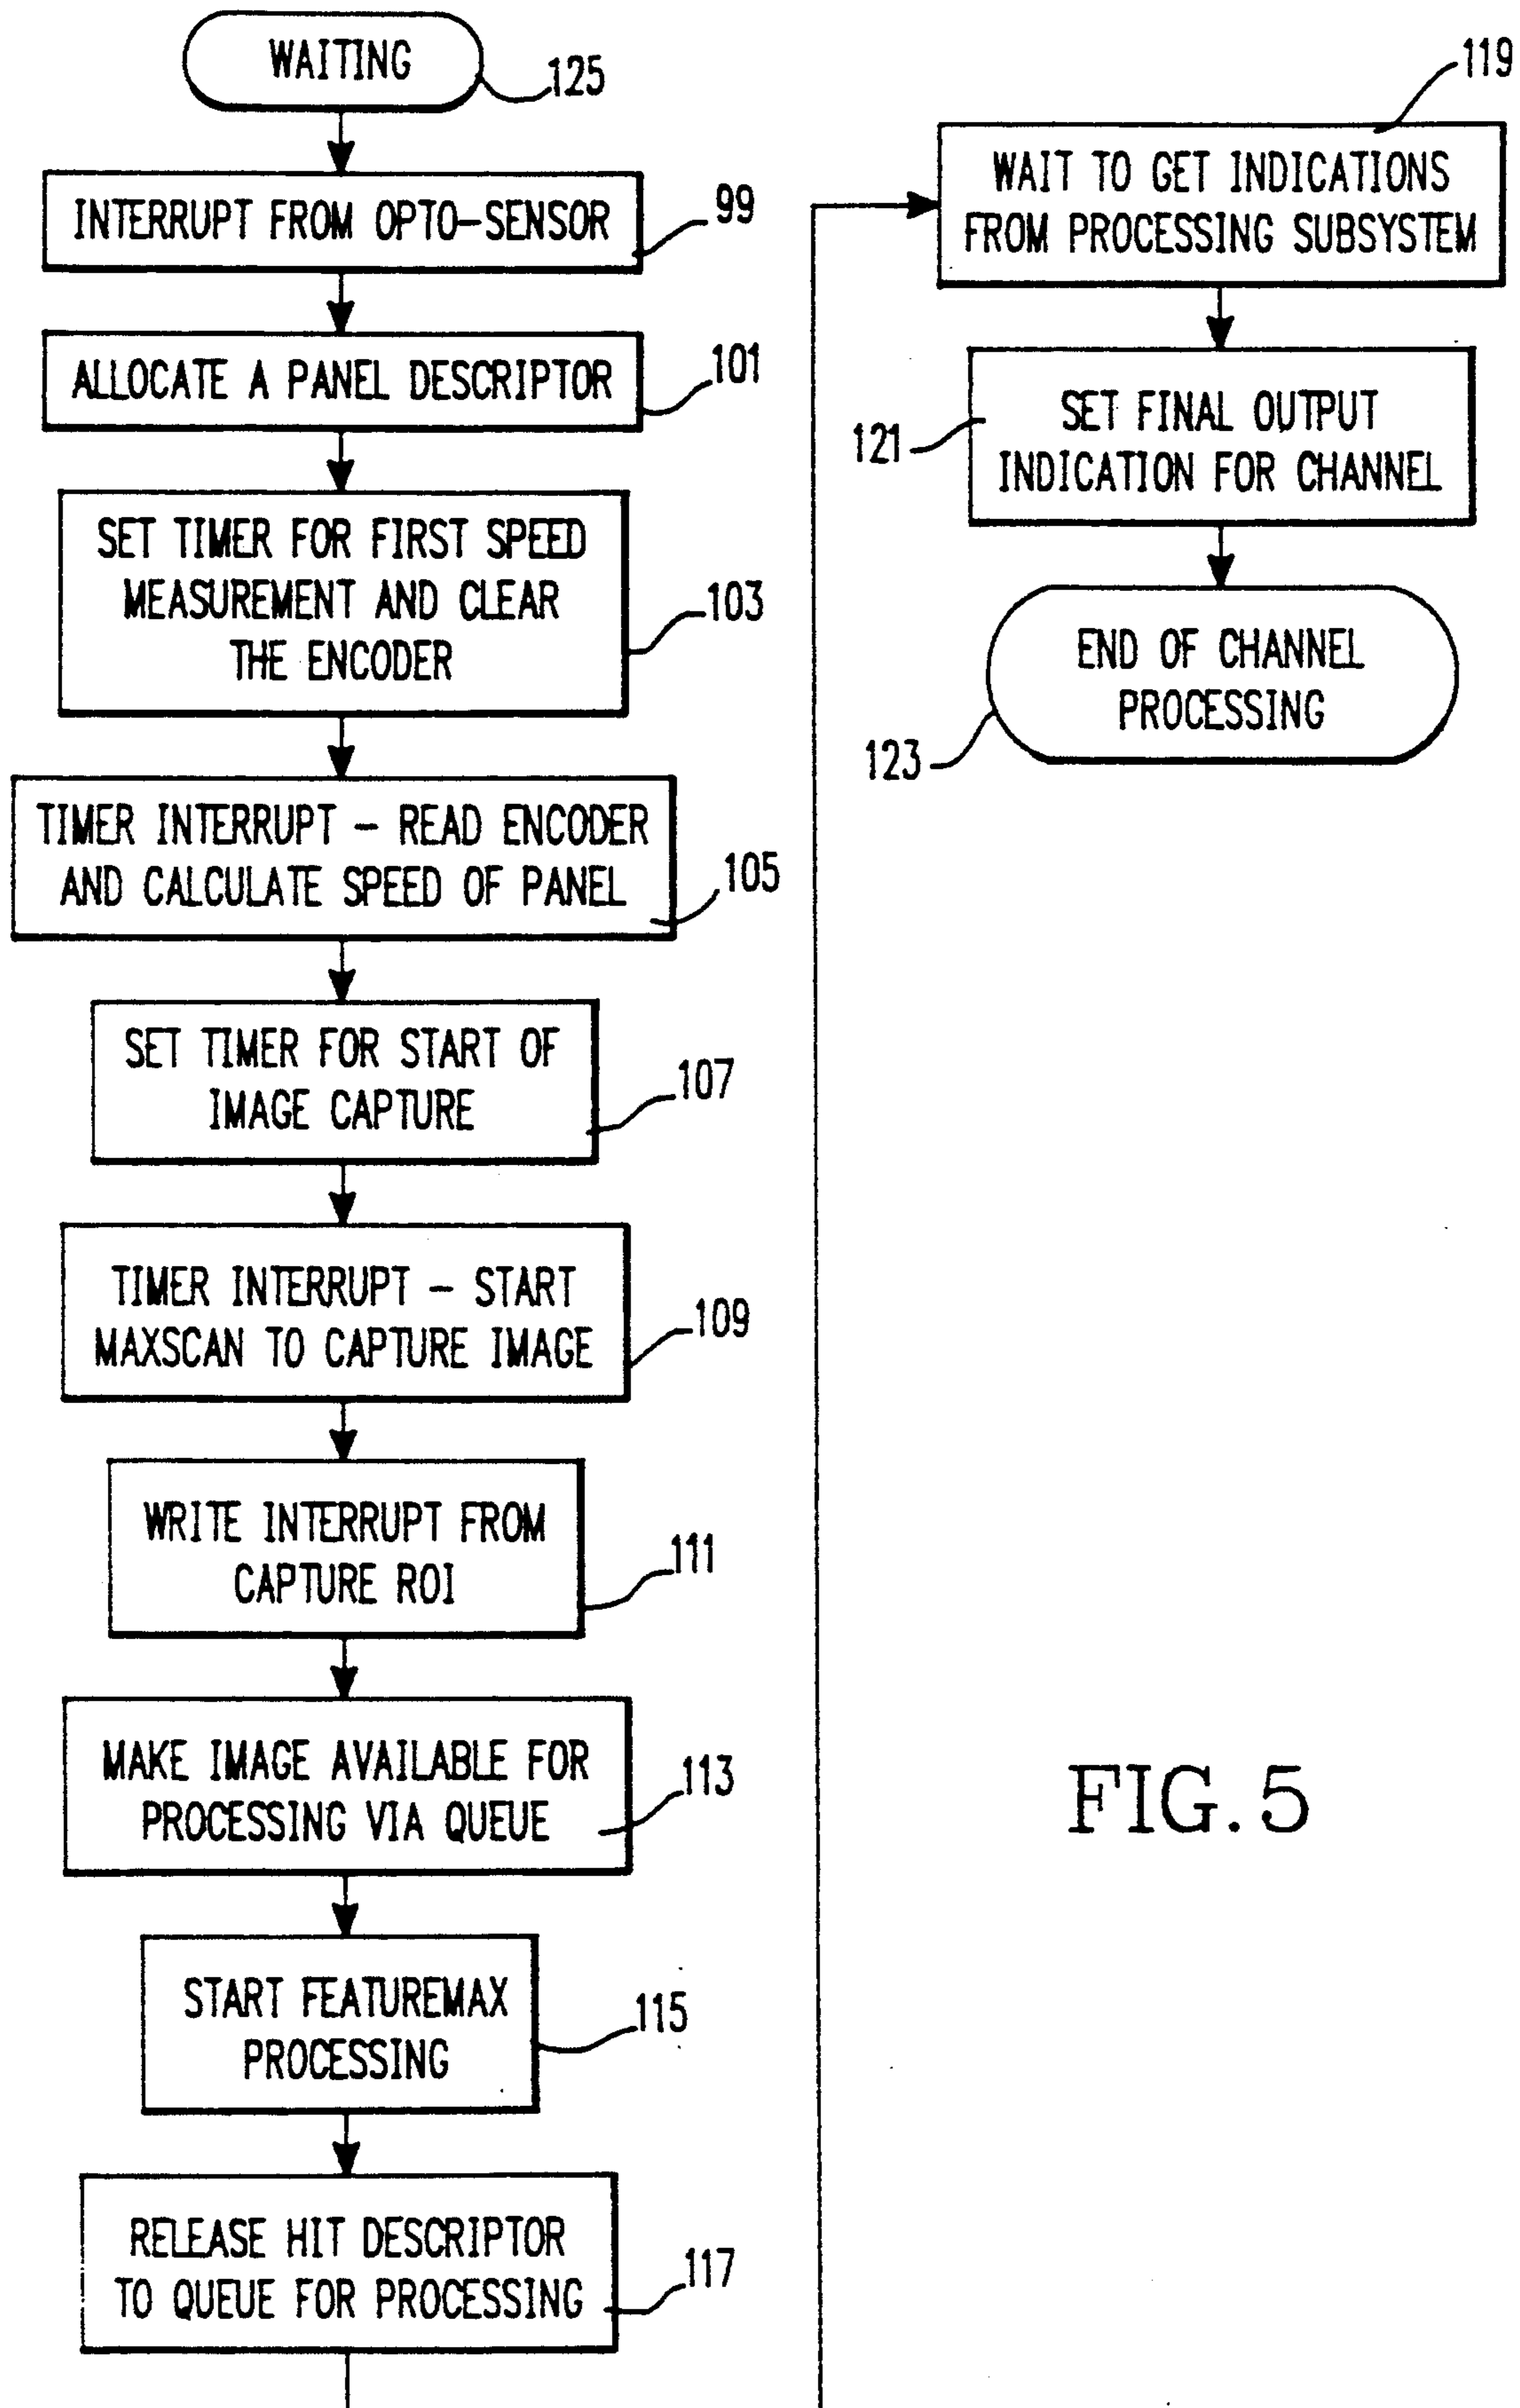 WAITING
125
INTERRUPT FROM OPTO-SENSOR
99
ALLOCATE A PANEL DESCRIPTOR
101
SET TIMER FOR FIRST SPEED
MEASUREMENT AND CLEAR
THE ENCODER
103
TIMER INTERRUPT - READ ENCODER
AND CALCULATE SPEED OF PANEL
105
SET TIMER FOR START OF
IMAGE CAPTURE
107
TIMER INTERRUPT - START
MAXSCAN TO CAPTURE IMAGE
109
WRITE INTERRUPT FROM
CAPTURE ROI
111
MAKE IMAGE AVAILABLE FOR
PROCESSING VIA QUEUE
113
START FEATUREMAX
PROCESSING
115
RELEASE HIT DESCRIPTOR
TO QUEUE FOR PROCESSING
117
119
WAIT TO GET INDICATIONS
FROM PROCESSING SUBSYSTEM
SET FINAL OUTPUT
INDICATION FOR CHANNEL
121
END OF CHANNEL
PROCESSING
123
FIG. 5